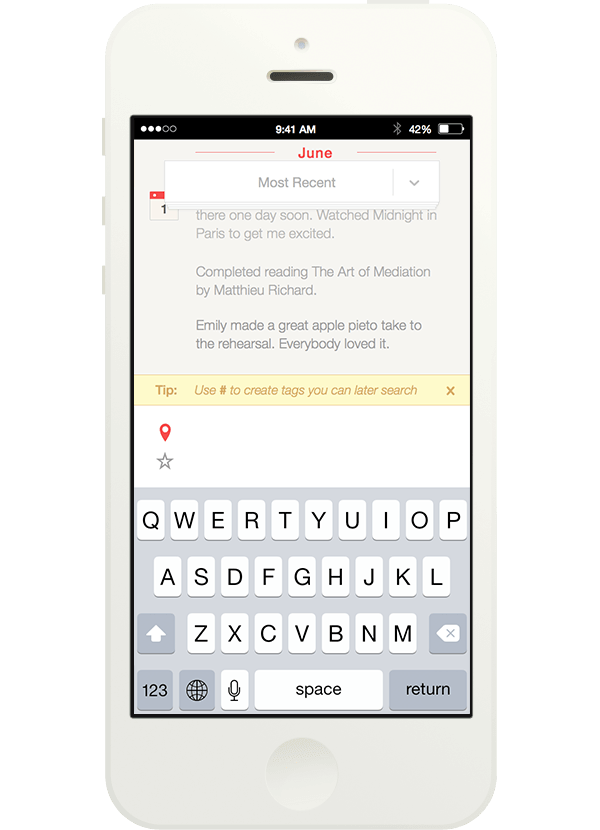 9:41 AM 42%
June
Most Recent
1
there one day soon. Watched Midnight in
Paris to get me excited.
Completed reading The Art of Mediation
by Matthieu Richard.
Emily made a great apple pieto take to
the rehearsal. Everybody loved it.
Tip: Use # to create tags you can later search x
Q W E R T Y U I O P
A S D F G H J K L
Z X C V B N M
123 space return